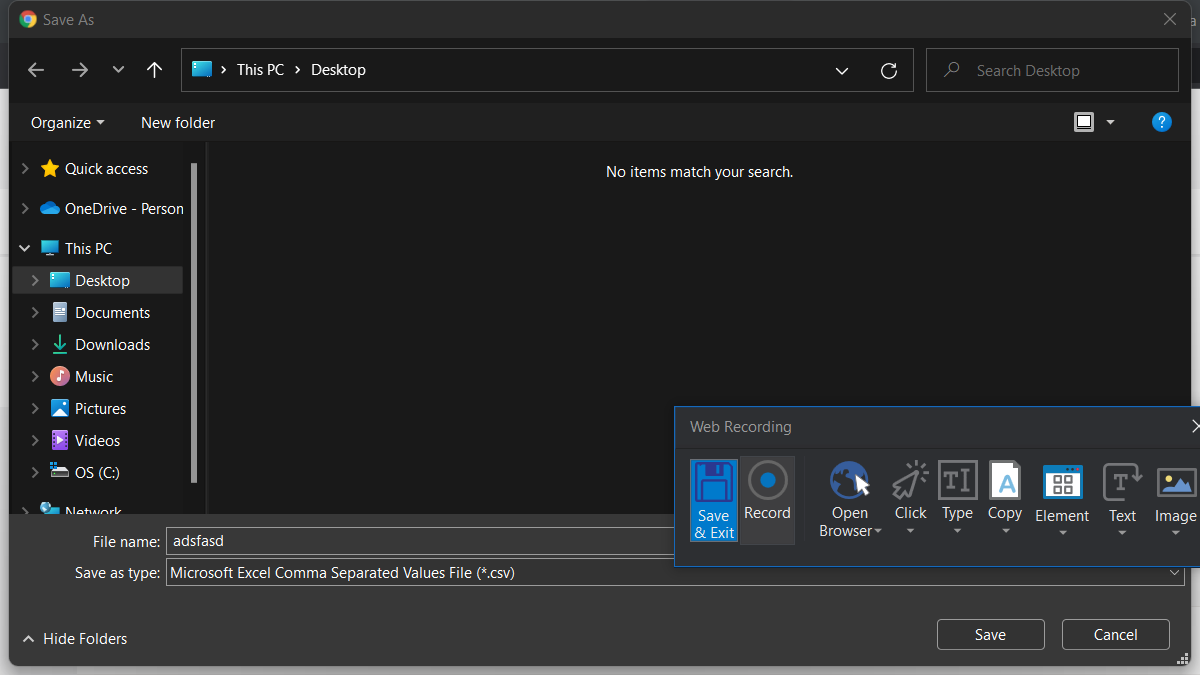 Save As
This PC Desktop
Search Desktop
Organize New folder
?
Quick access
OneDrive - Person
This PC
Desktop
Documents
Downloads
Music
Pictures
Videos
OS (C:)
Network
No items match your search.
File name: adsfasd
Save as type: Microsoft Excel Comma Separated Values File (*.csv)
Hide Folders
Save Cancel
Web Recording
Save
& Exit
Record
Open
Browser
Click
Type
Copy
Element
Text
Image